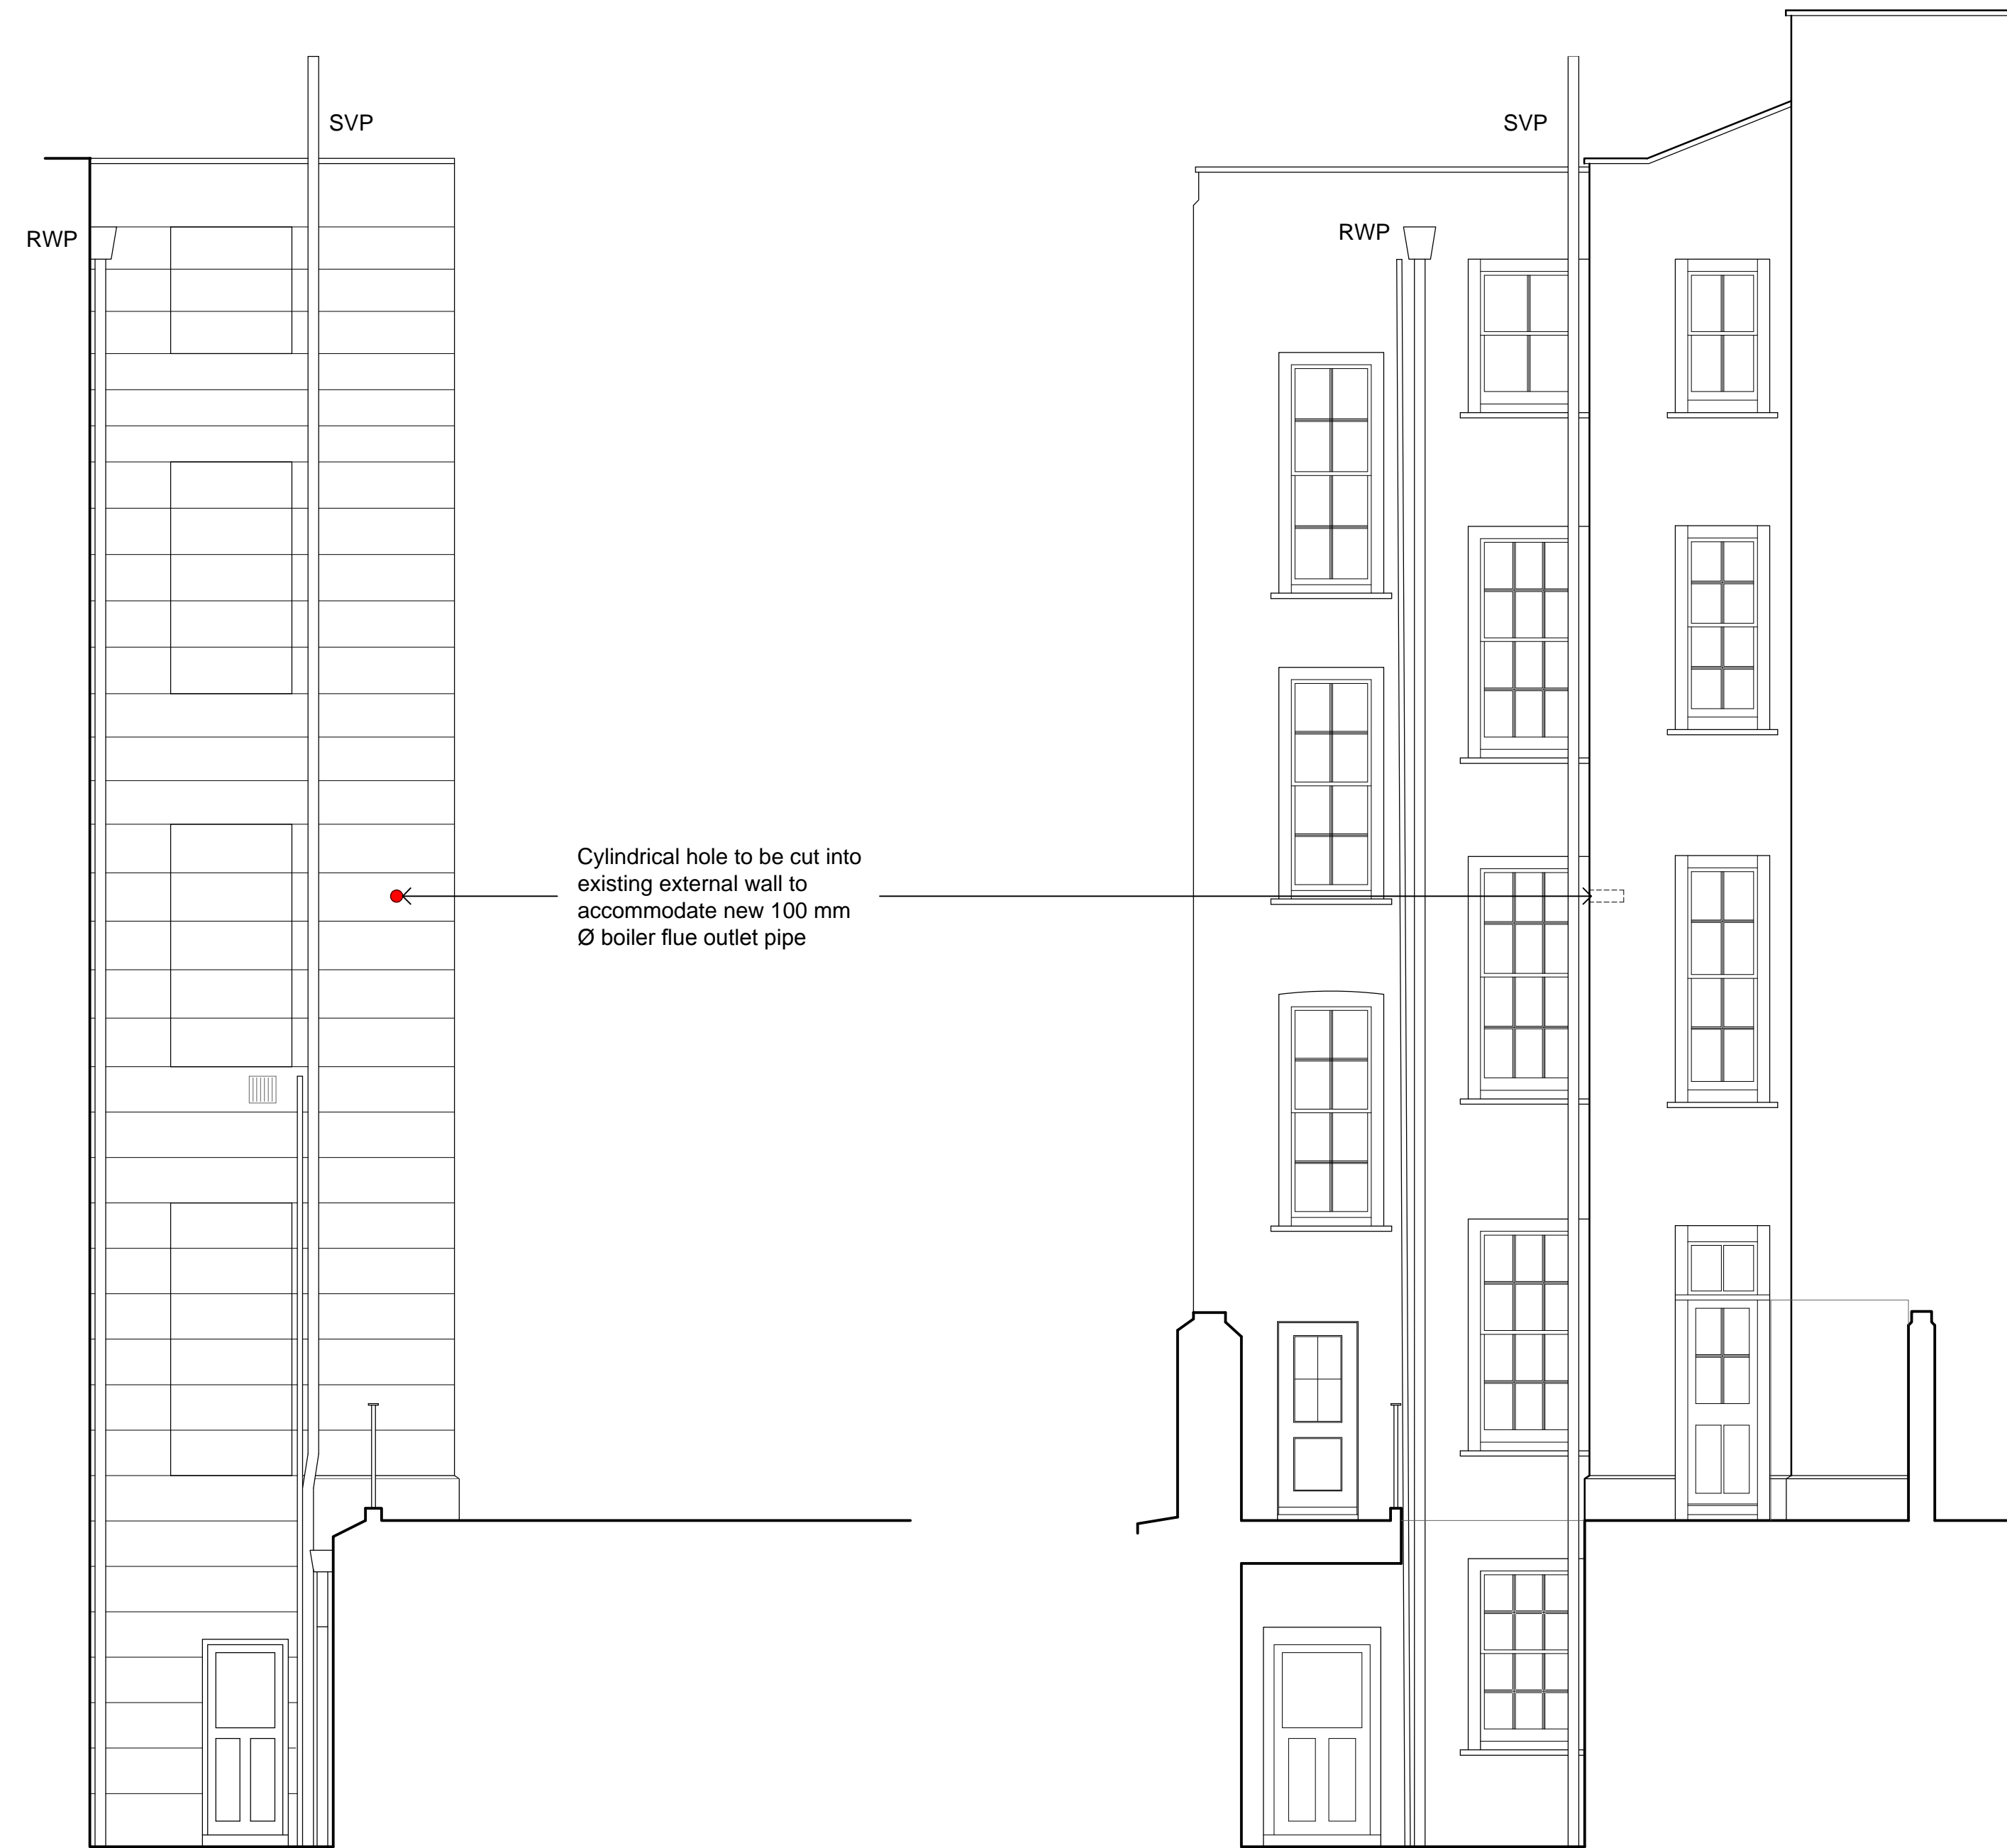 SVP
SVP
RWP
RWP
Cylindrical hole to be cut into
existing external wall to
accommodate new 100 mm
Ø boiler flue outlet pipe